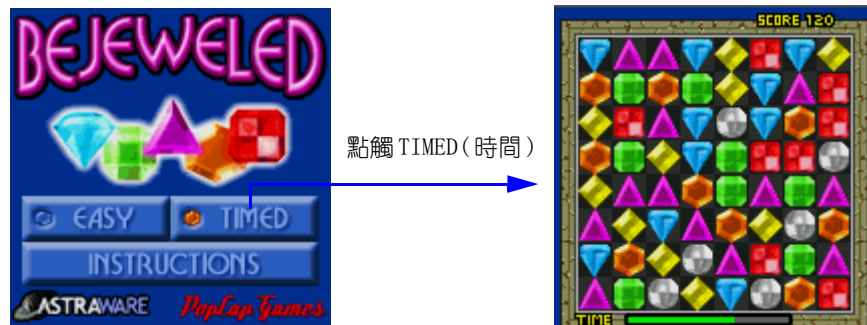 BEJEWELED
EASY
TIMED
INSTRUCTIONS
ASTRAWARE
PopCap Games
點觸 TIMED(時間)
SCORE 120
TIME